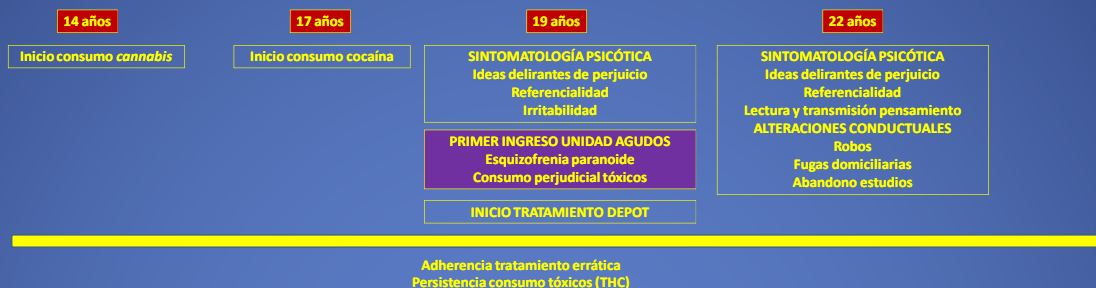 14 años
Inicio consumo cannabis
17 años
Inicio consumo cocaína
19 años
SINTOMATOLOGÍA PSICÓTICA
Ideas delirantes de perjuicio
Referencialidad
Irritabilidad
PRIMER INGRESO UNIDAD AGUDOS
Esquizofrenia paranoide
Consumo perjudicial tóxicos
INICIO TRATAMIENTO DEPOT
22 años
SINTOMATOLOGÍA PSICÓTICA
Ideas delirantes de perjuicio
Referencialidad
Lectura y transmisión pensamiento
ALTERACIONES CONDUCTUALES
Robos
Fugas domiciliarias
Abandono estudios
Adherencia tratamiento errática
Persistencia consumo tóxicos (THC)